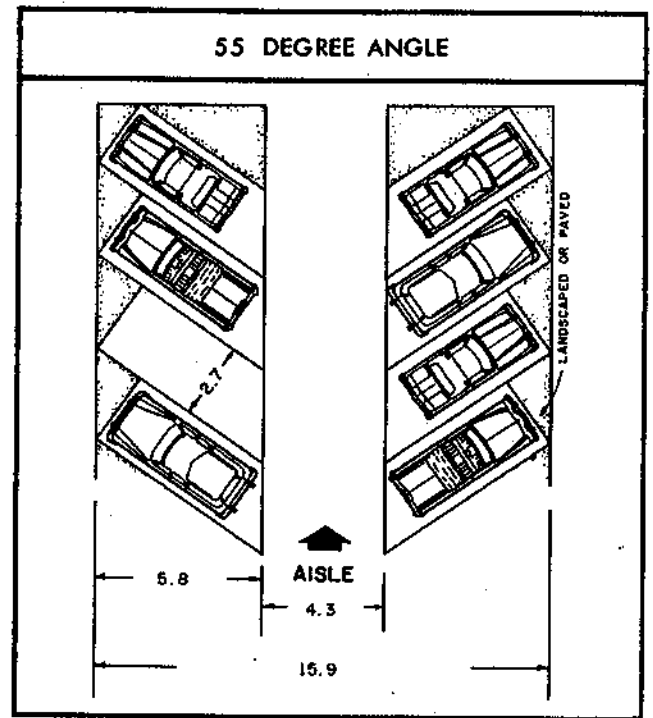 55 DEGREE ANGLE
LANDSCAPED OR PAVED
2.7
AISLE
5.8
4.3
15.9